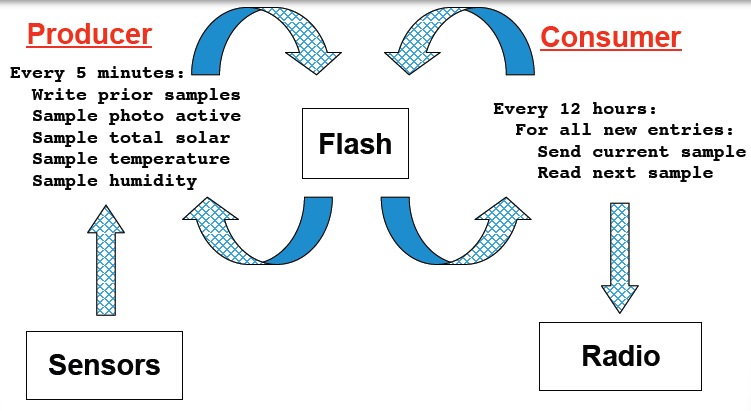 Producer
Every 5 minutes:
Write prior samples
Sample photo active
Sample total solar
Sample temperature
Sample humidity
Flash
Consumer
Every 12 hours:
For all new entries:
Send current sample
Read next sample
Sensors
Radio